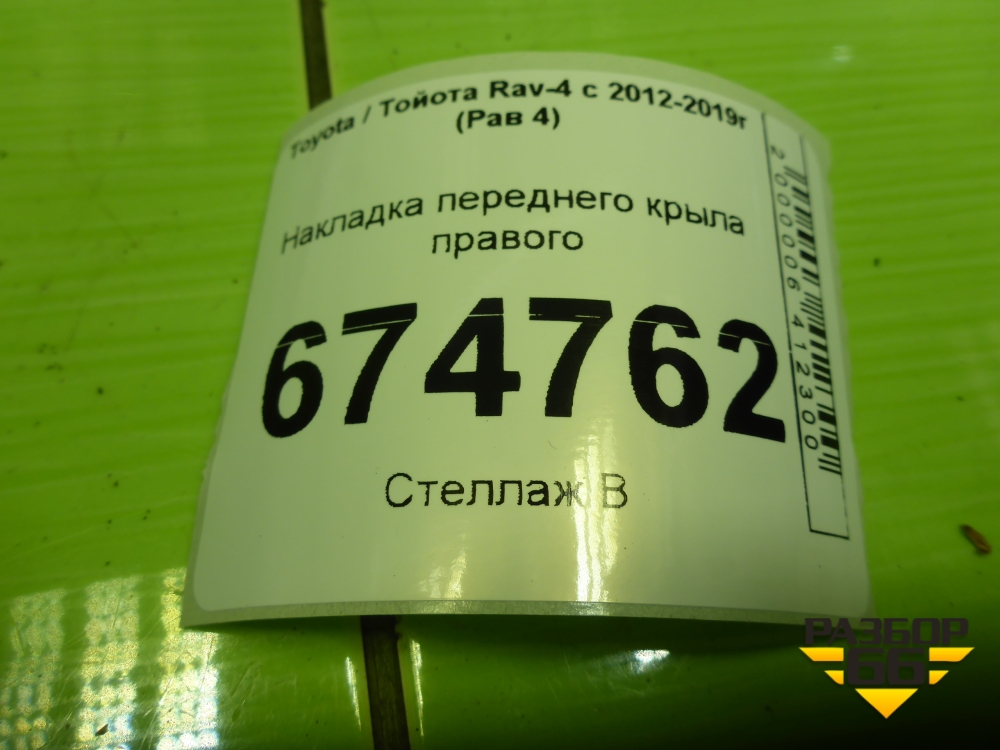 Toyota / Тойота Rav-4 с 2012-2019г
(Рав 4)
Накладка переднего крыла
правого
674762
Стеллаж В
2000006412300
РАЗБОР
66